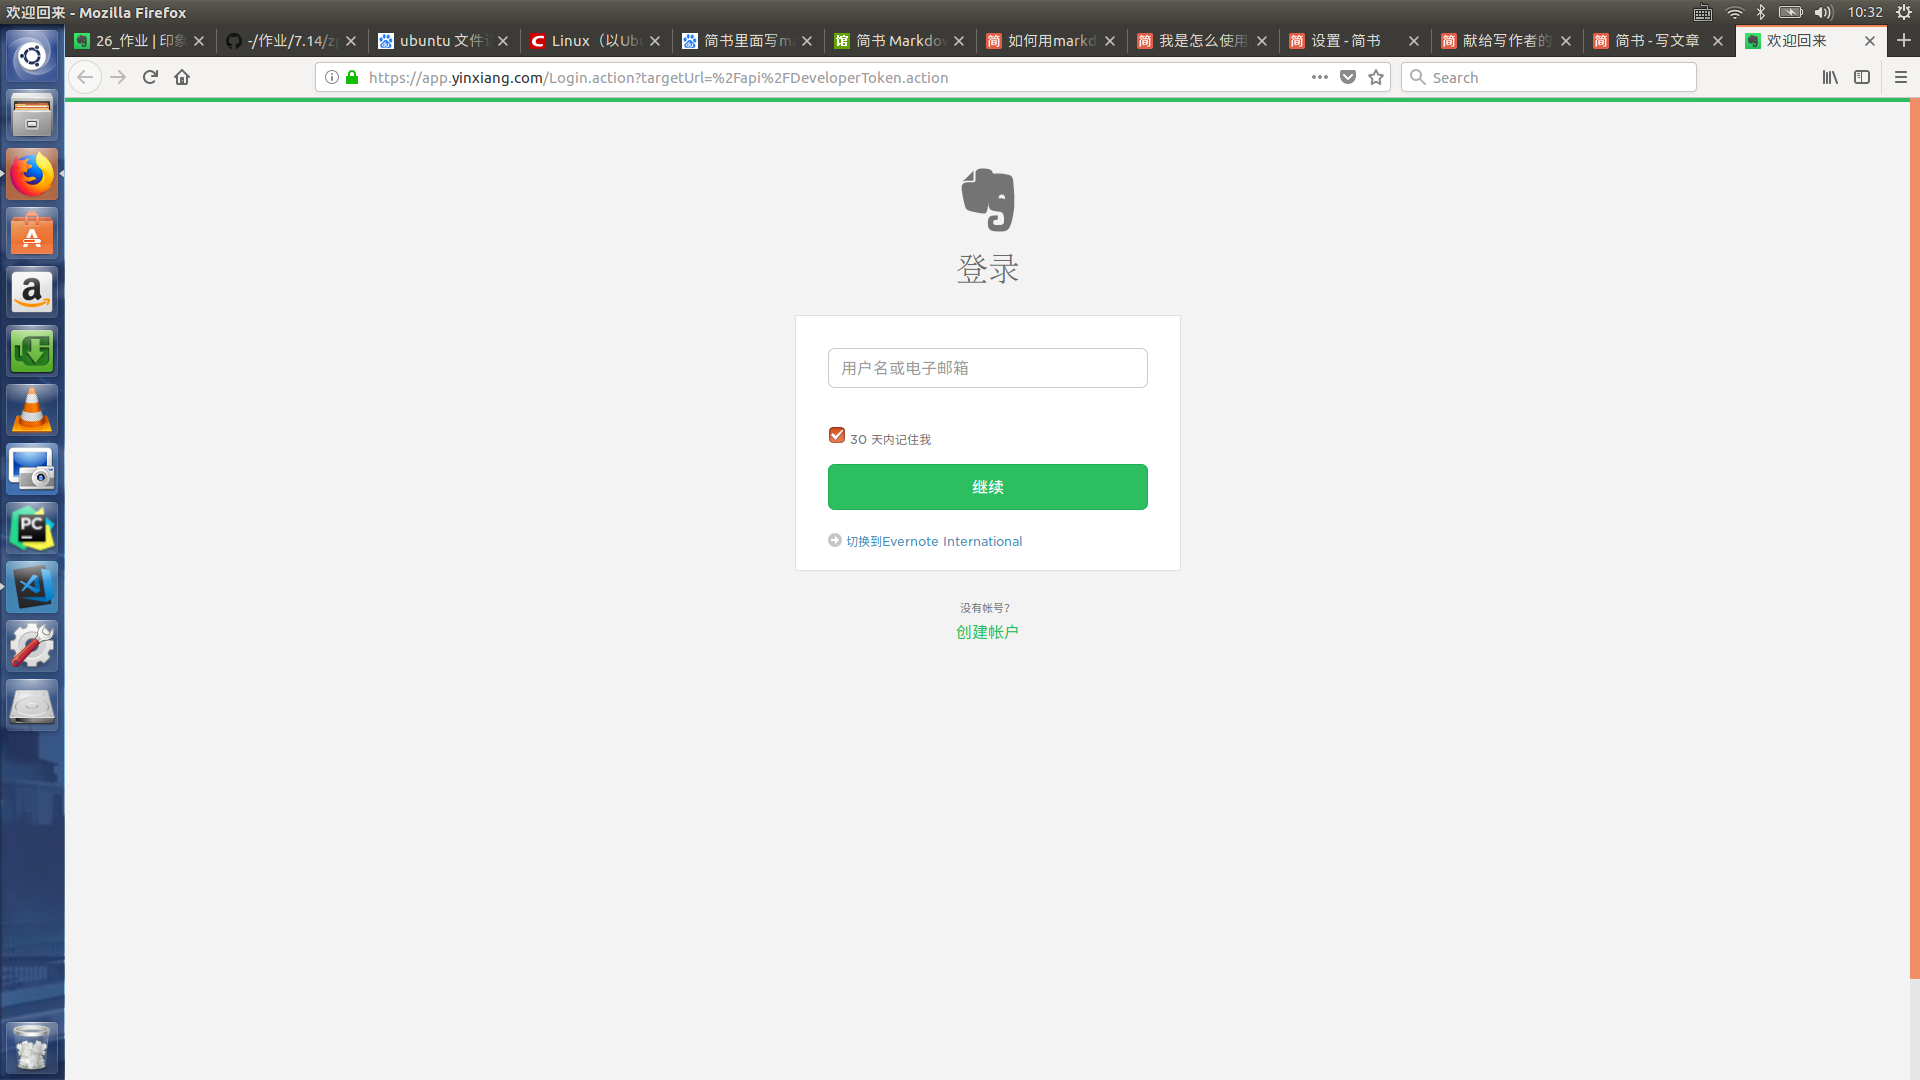 欢迎回来 - Mozilla Firefox
10:32
26_作业 | 印象
-/作业/7.14/zp
ubuntu 文件
Linux（以Ub
简书里面写m
简书 Markdow
如何用markd
我是怎么使用
设置 - 简书
献给写作者的
简书 - 写文章
欢迎回来
https://app.yinxiang.com/Login.action?targetUrl=%2Fapi%2FDeveloperToken.action
Search
登录
用户名或电子邮箱
30 天内记住我
继续
切换到Evernote International
没有帐号?
创建帐户